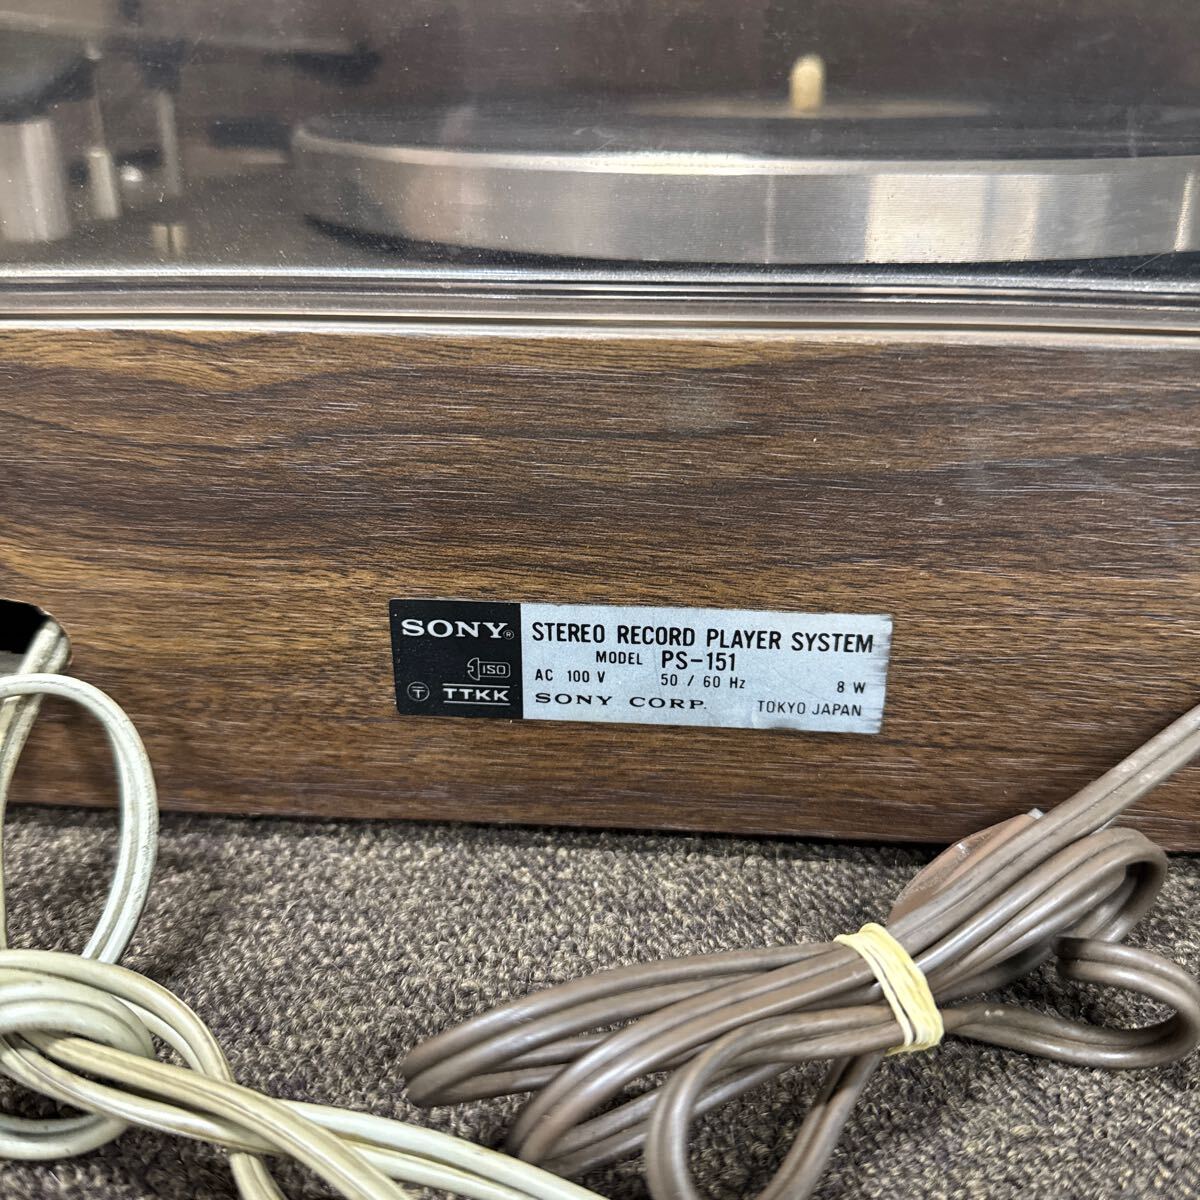 SONY®
ISO
〒 TTKK
STEREO RECORD PLAYER SYSTEM
MODEL PS-151
AC 100 V 50 / 60 Hz 8 W
SONY CORP. TOKYO JAPAN